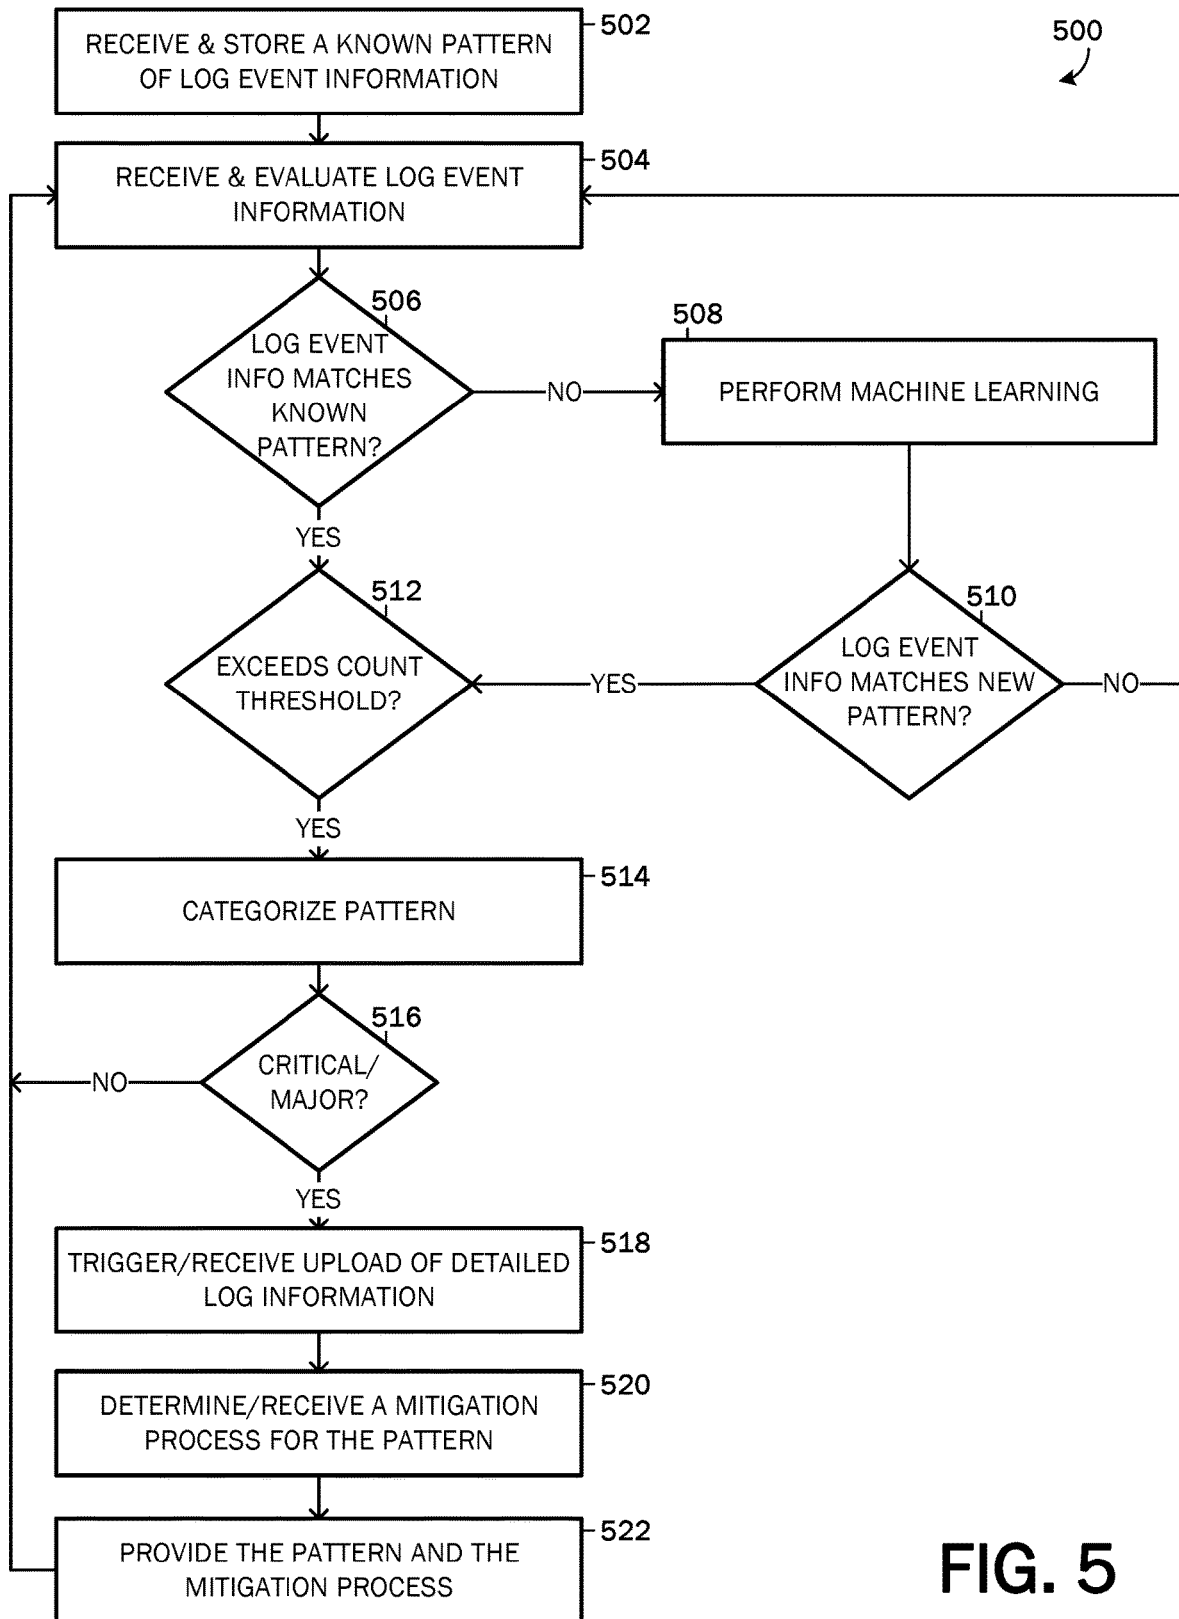 502
RECEIVE & STORE A KNOWN PATTERN
OF LOG EVENT INFORMATION
500
504
RECEIVE & EVALUATE LOG EVENT
INFORMATION
506
LOG EVENT
INFO MATCHES
KNOWN
PATTERN?
NO
508
PERFORM MACHINE LEARNING
YES
512
EXCEEDS COUNT
THRESHOLD?
YES
510
LOG EVENT
INFO MATCHES NEW
PATTERN?
NO
YES
514
CATEGORIZE PATTERN
516
CRITICAL/
MAJOR?
NO
YES
518
TRIGGER/RECEIVE UPLOAD OF DETAILED
LOG INFORMATION
520
DETERMINE/RECEIVE A MITIGATION
PROCESS FOR THE PATTERN
522
PROVIDE THE PATTERN AND THE
MITIGATION PROCESS
FIG. 5